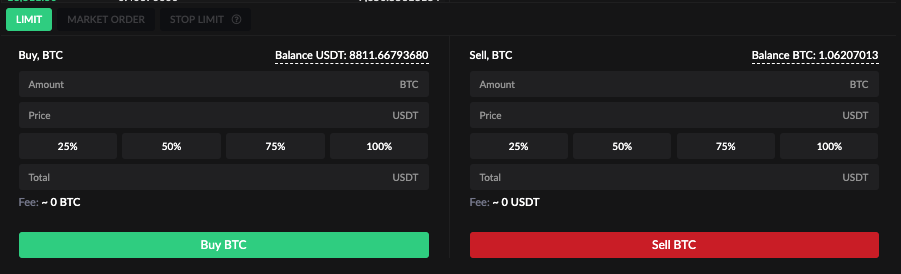 LIMIT MARKET ORDER STOP LIMIT ?
Buy, BTC Balance USDT: 8811.66793680
Amount BTC
Price USDT
25% 50% 75% 100%
Total USDT
Fee: ~ 0 BTC
Buy BTC
Sell, BTC Balance BTC: 1.06207013
Amount BTC
Price USDT
25% 50% 75% 100%
Total USDT
Fee: ~ 0 USDT
Sell BTC